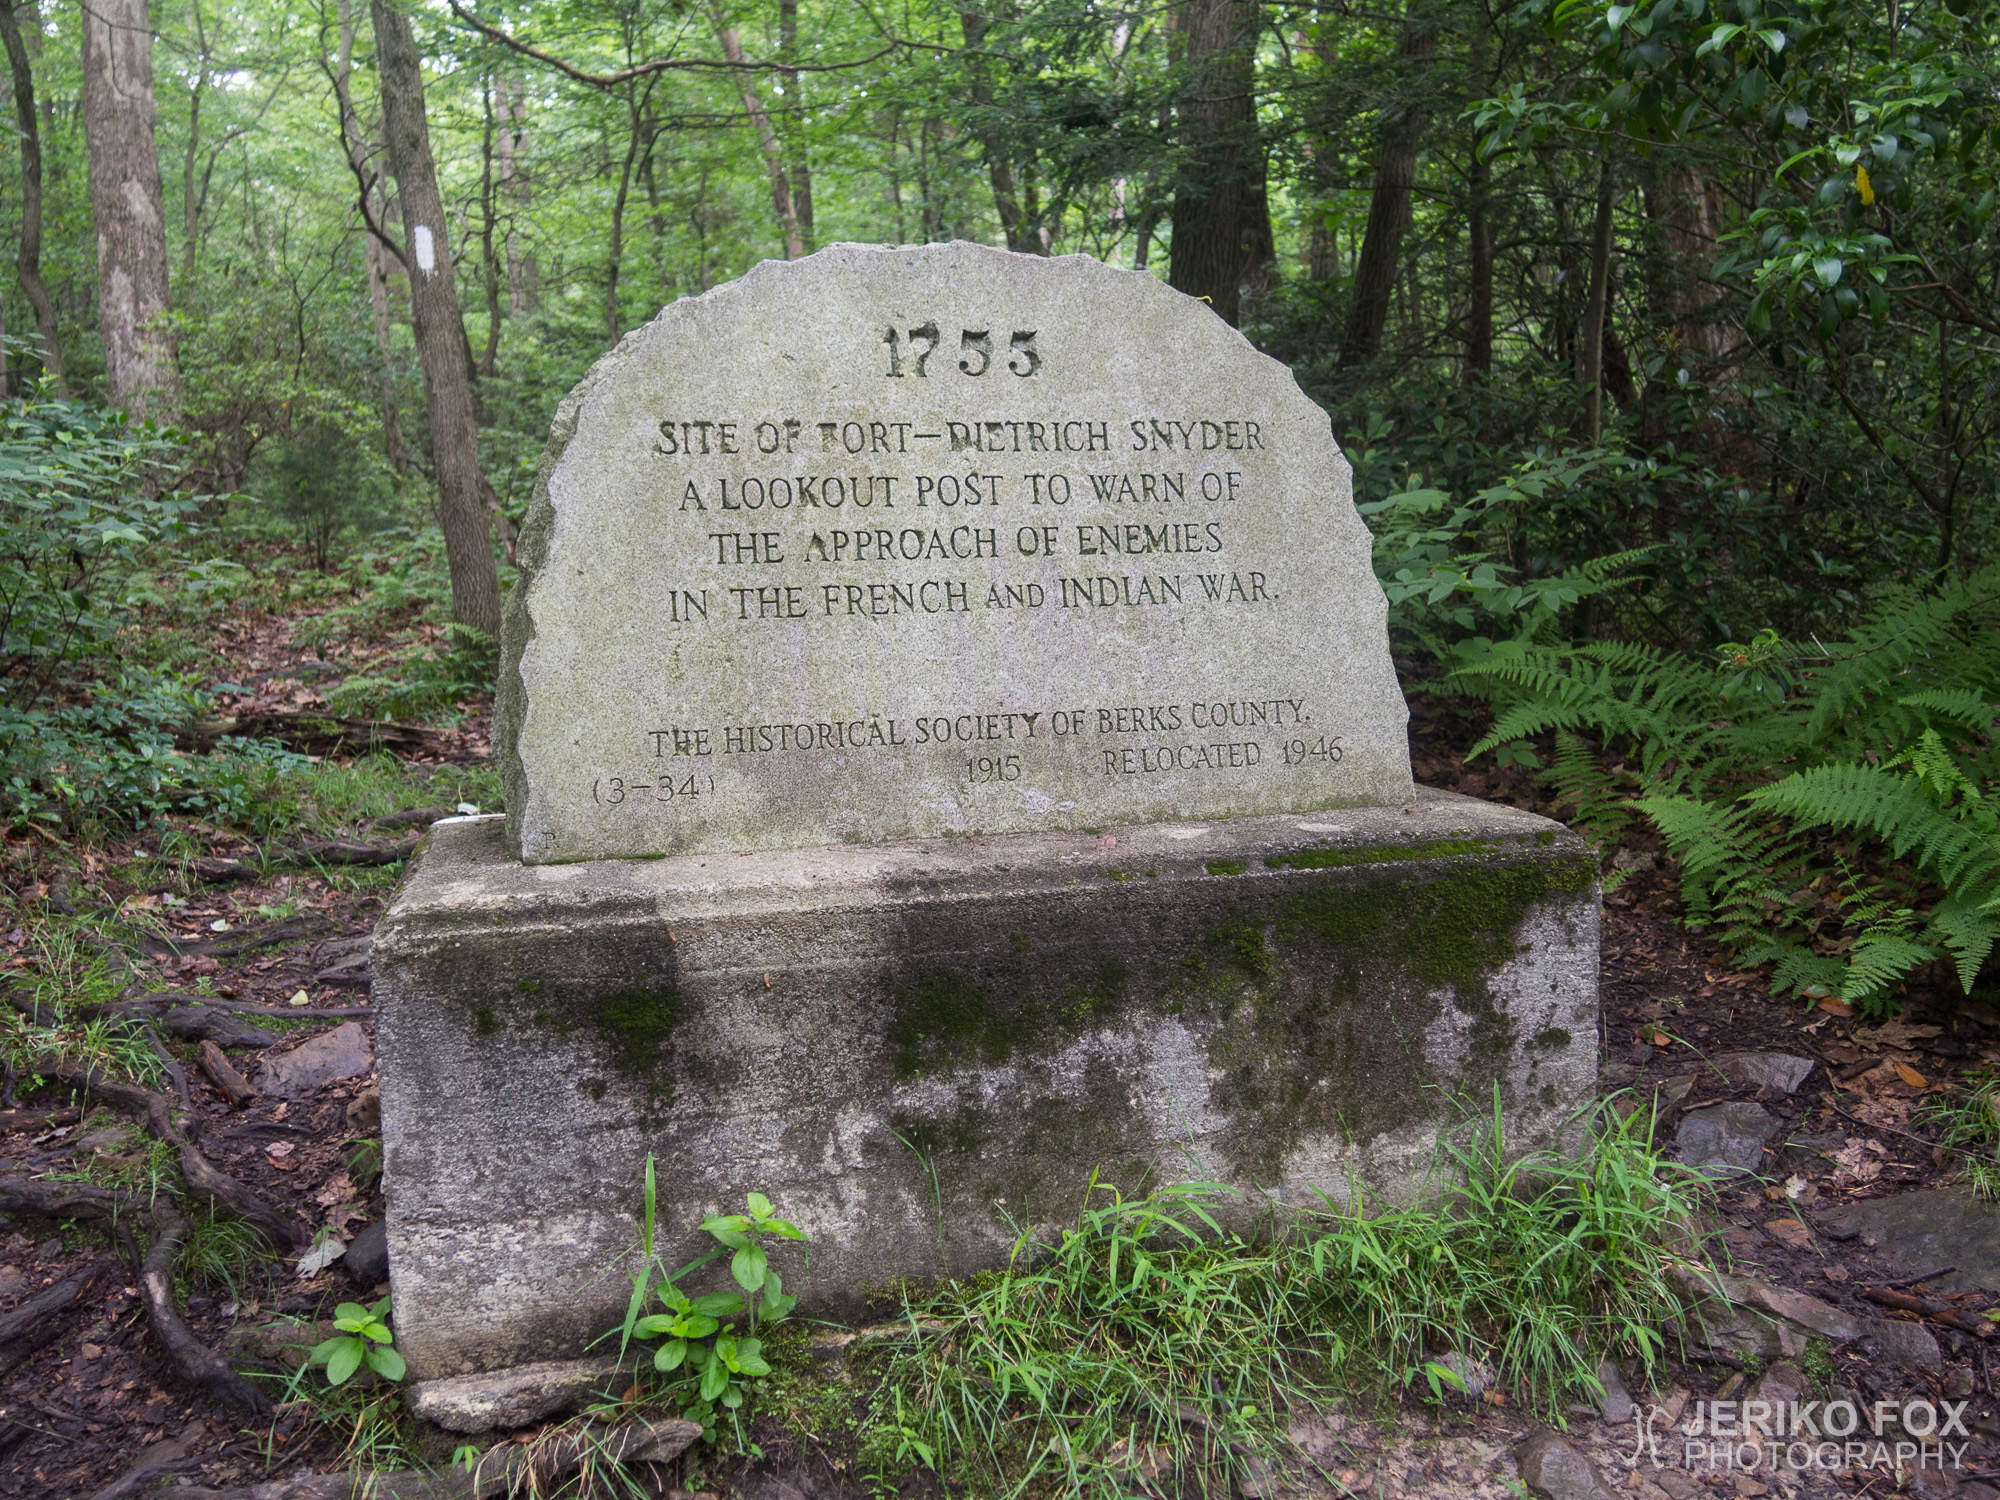 1755
SITE OF FORT-DIETRICH SNYDER
A LOOKOUT POST TO WARN OF
THE APPROACH OF ENEMIES
IN THE FRENCH AND INDIAN WAR.
THE HISTORICAL SOCIETY OF BERKS COUNTY.
(3-34) 1915 RELOCATED 1946
JERIKO FOX
PHOTOGRAPHY